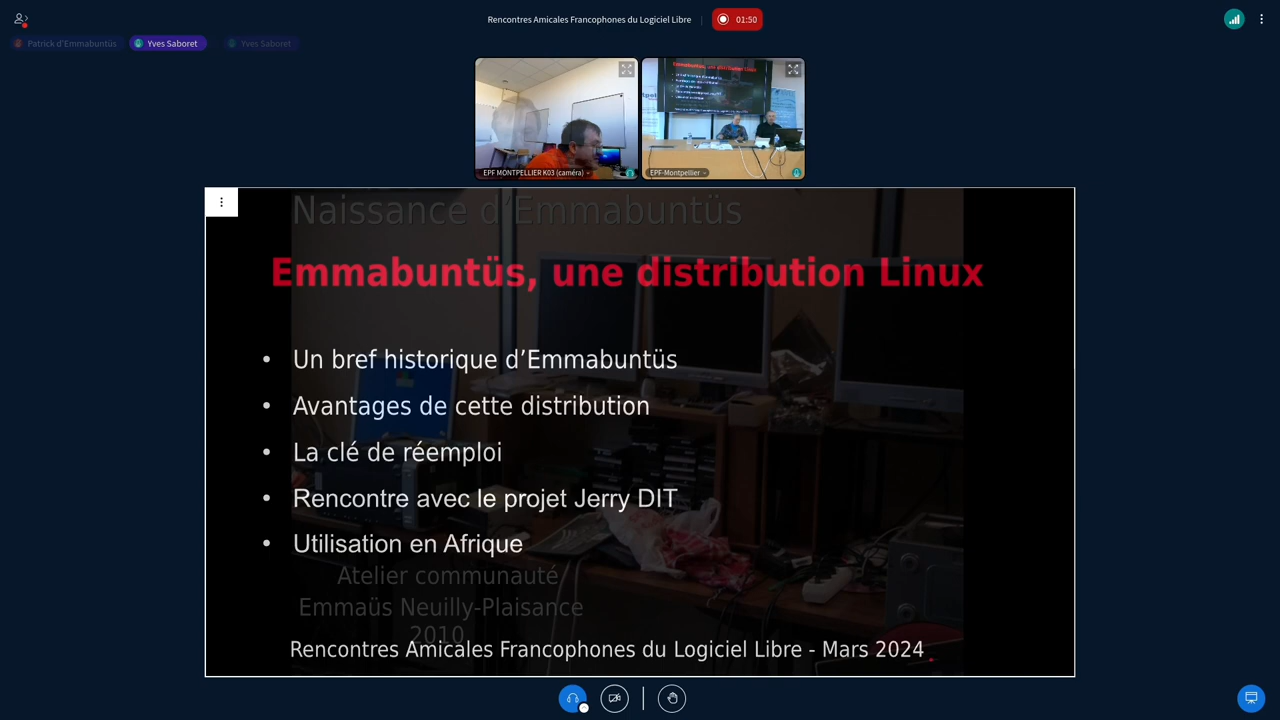 Rencontres Amicales Francophones du Logiciel Libre
01:50
Patrick d'Emmabuntüs
Yves Saboret
Yves Saboret
EPF MONTPELLIER K03 (caméra)
EPF-Montpellier
Naissance d'Emmabuntüs
Emmabuntüs, une distribution Linux
• Un bref historique d’Emmabuntüs
• Avantages de cette distribution
• La clé de réemploi
• Rencontre avec le projet Jerry DIT
• Utilisation en Afrique
Atelier communauté
Emmaüs Neuilly-Plaisance
2010
Rencontres Amicales Francophones du Logiciel Libre - Mars 2024